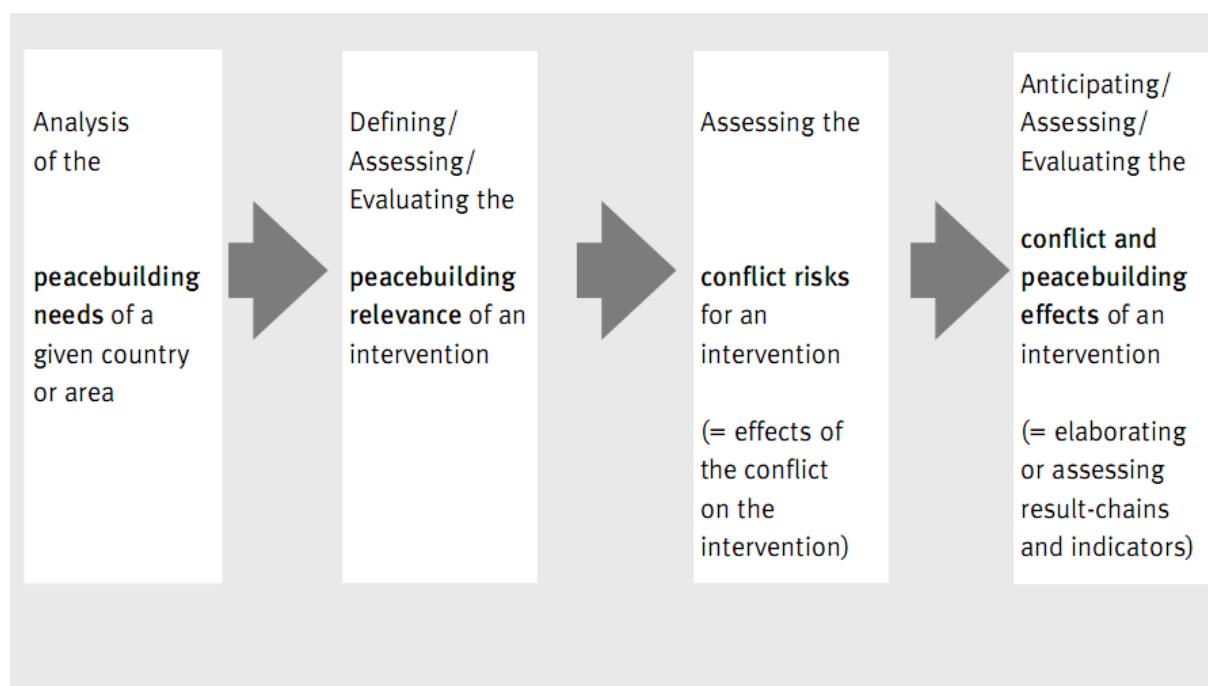 Analysis
of the
peacebuilding
needs of a
given country
or area
Defining/
Assessing/
Evaluating the
peacebuilding
relevance of an
intervention
Assessing the
conflict risks
for an
intervention
(= effects of
the conflict
on the
intervention)
Anticipating/
Assessing/
Evaluating the
conflict and
peacebuilding
effects of an
intervention
(= elaborating
or assessing
result-chains
and indicators)